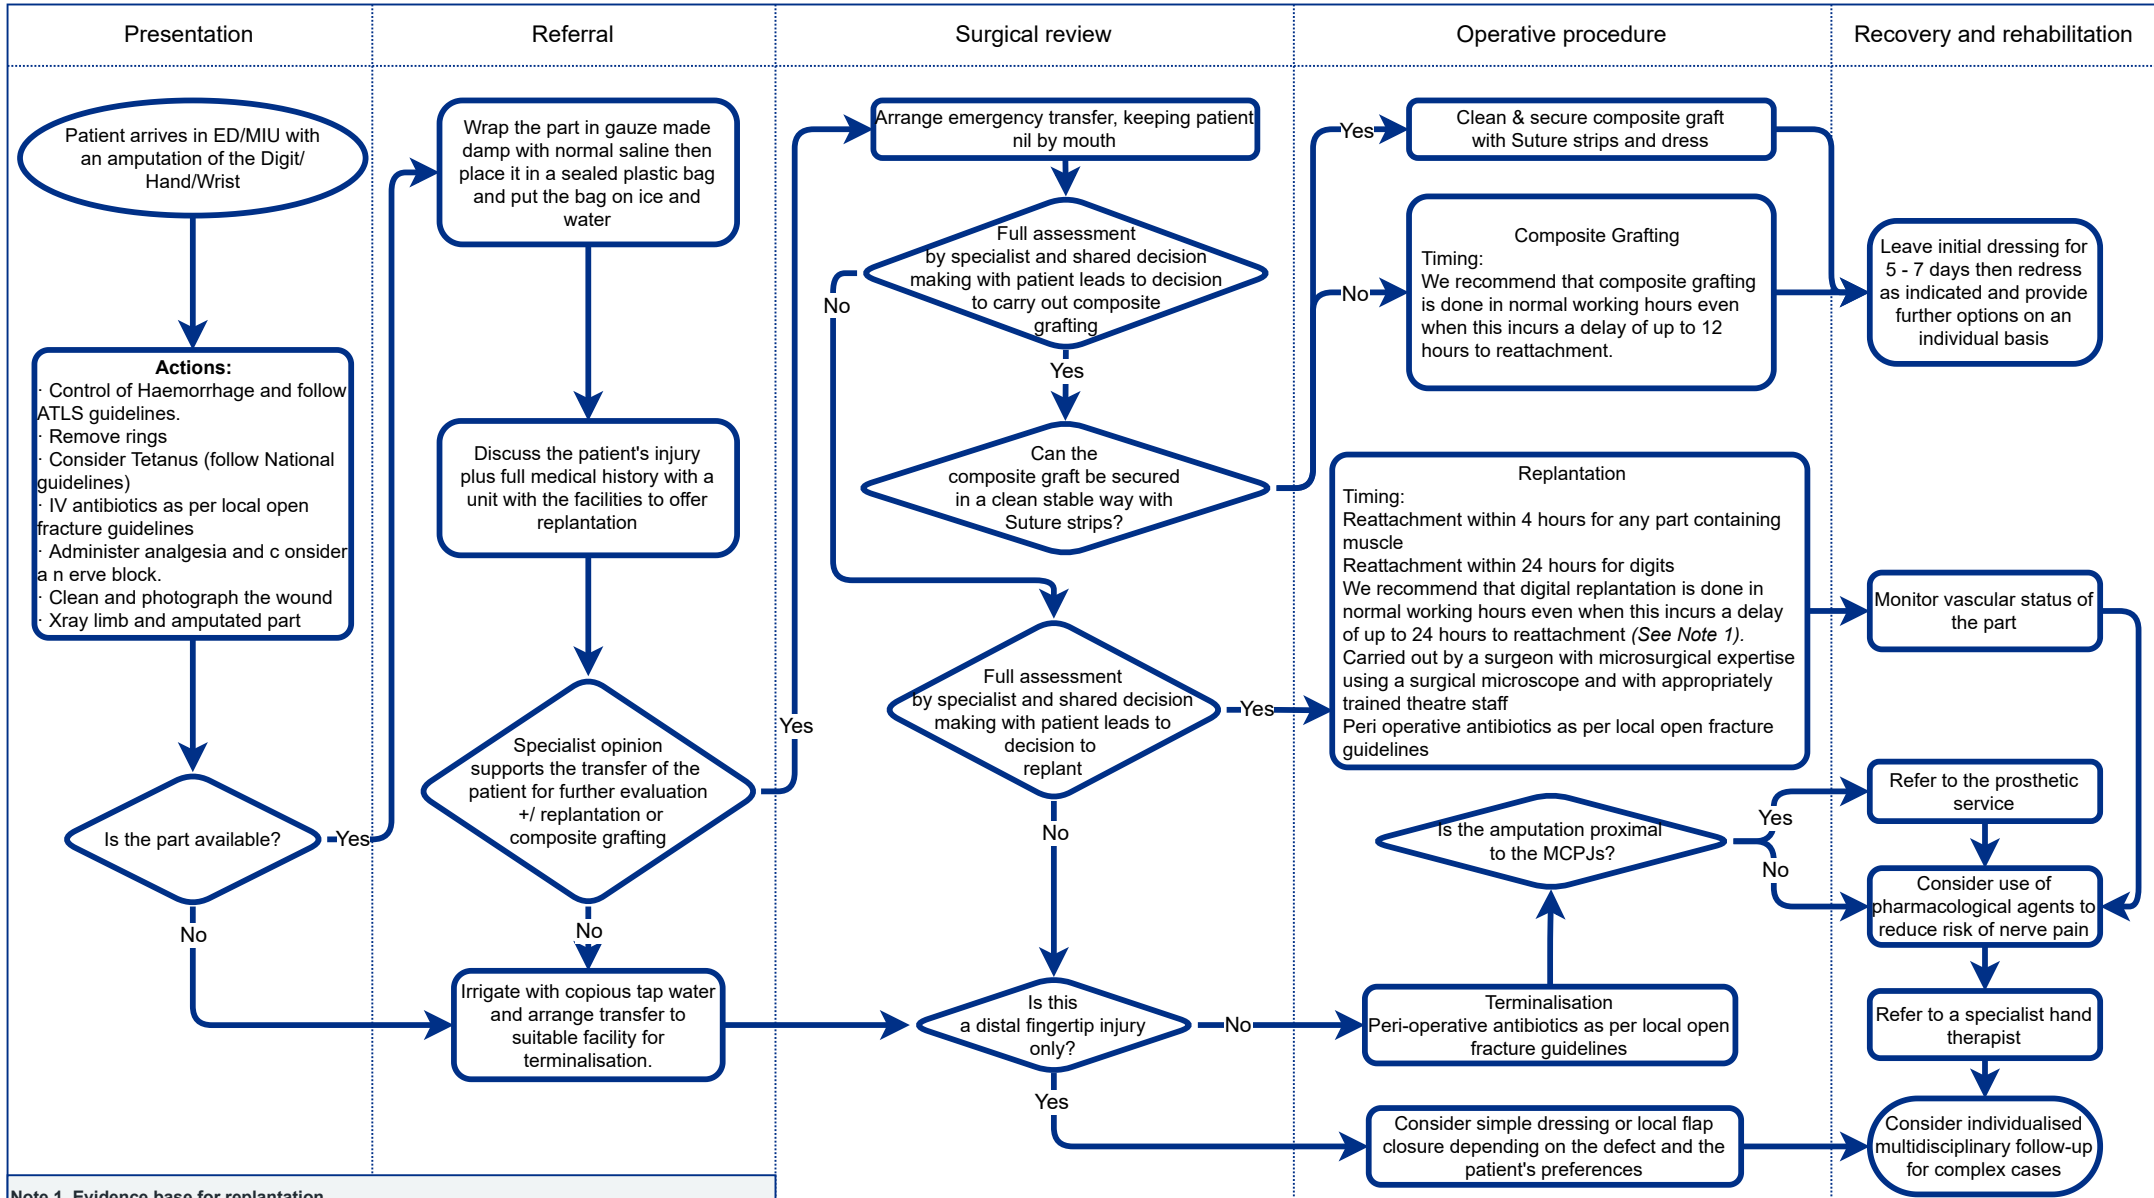 Presentation
Referral
Surgical review
Operative procedure
Recovery and rehabilitation
Patient arrives in ED/MIU with
an amputation of the Digit/
Hand/Wrist
Actions:
· Control of Haemorrhage and follow
ATLS guidelines.
· Remove rings
· Consider Tetanus (follow National
guidelines)
· IV antibiotics as per local open
fracture guidelines
· Administer analgesia and c onsider
a n erve block.
· Clean and photograph the wound
· Xray limb and amputated part
Is the part available?
Yes
No
Wrap the part in gauze made
damp with normal saline then
place it in a sealed plastic bag
and put the bag on ice and
water
Discuss the patient's injury
plus full medical history with a
unit with the facilities to offer
replantation
Specialist opinion
supports the transfer of the
patient for further evaluation
+/ replantation or
composite grafting
Yes
No
Irrigate with copious tap water
and arrange transfer to
suitable facility for
terminalisation.
Arrange emergency transfer, keeping patient
nil by mouth
Full assessment
by specialist and shared decision
making with patient leads to decision
to carry out composite
grafting
No
Yes
Can the
composite graft be secured
in a clean stable way with
Suture strips?
Yes
No
Full assessment
by specialist and shared decision
making with patient leads to
decision to
replant
Yes
No
Is this
a distal fingertip injury
only?
No
Yes
Clean & secure composite graft
with Suture strips and dress
Composite Grafting
Timing:
We recommend that composite grafting
is done in normal working hours even
when this incurs a delay of up to 12
hours to reattachment.
Replantation
Timing:
Reattachment within 4 hours for any part containing
muscle
Reattachment within 24 hours for digits
We recommend that digital replantation is done in
normal working hours even when this incurs a delay
of up to 24 hours to reattachment (See Note 1).
Carried out by a surgeon with microsurgical expertise
using a surgical microscope and with appropriately
trained theatre staff
Peri operative antibiotics as per local open fracture
guidelines
Is the amputation proximal
to the MCPJs?
Yes
No
Terminalisation
Peri-operative antibiotics as per local open
fracture guidelines
Consider simple dressing or local flap
closure depending on the defect and the
patient's preferences
Leave initial dressing for
5 - 7 days then redress
as indicated and provide
further options on an
individual basis
Monitor vascular status of
the part
Refer to the prosthetic
service
Consider use of
pharmacological agents to
reduce risk of nerve pain
Refer to a specialist hand
therapist
Consider individualised
multidisciplinary follow-up
for complex cases
Note 1. Evidence base for replantation